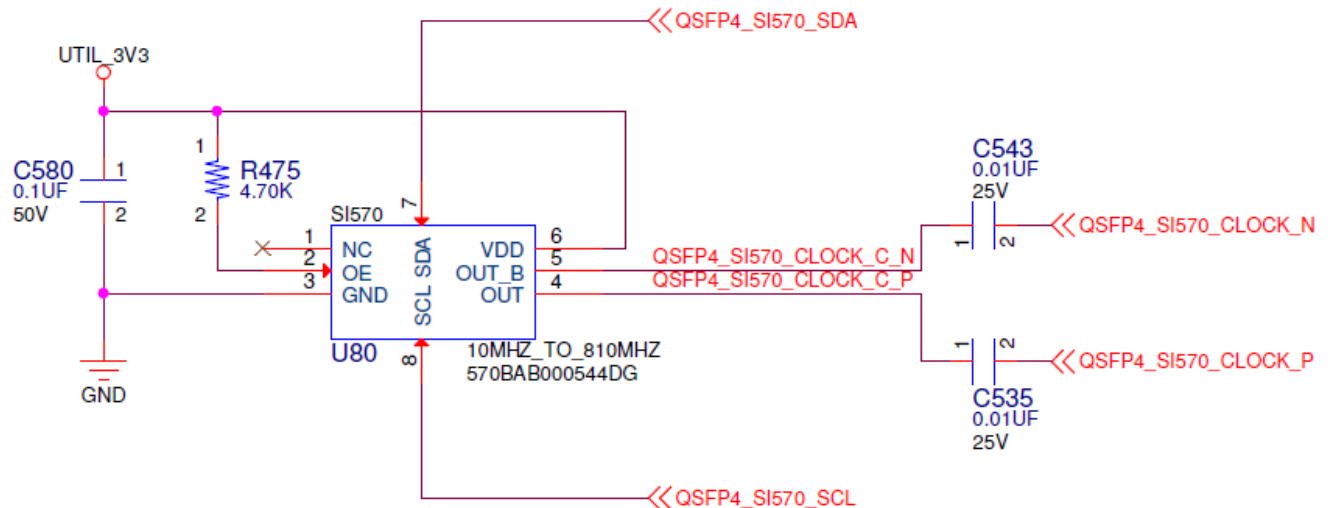 QSFP4_SI570_SDA
UTIL_3V3
C580
0.1UF
50V
1
2
1
2
R475
4.70K
SI570
7
1
2
3
NC
OE
GND
SCL SDA
VDD
OUT_B
OUT
6
5
4
8
U80
10MHZ_TO_810MHZ
570BAB000544DG
QSFP4_SI570_CLOCK_C_N
QSFP4_SI570_CLOCK_C_P
C543
0.01UF
25V
1
2
QSFP4_SI570_CLOCK_N
1
2
QSFP4_SI570_CLOCK_P
C535
0.01UF
25V
GND
QSFP4_SI570_SCL